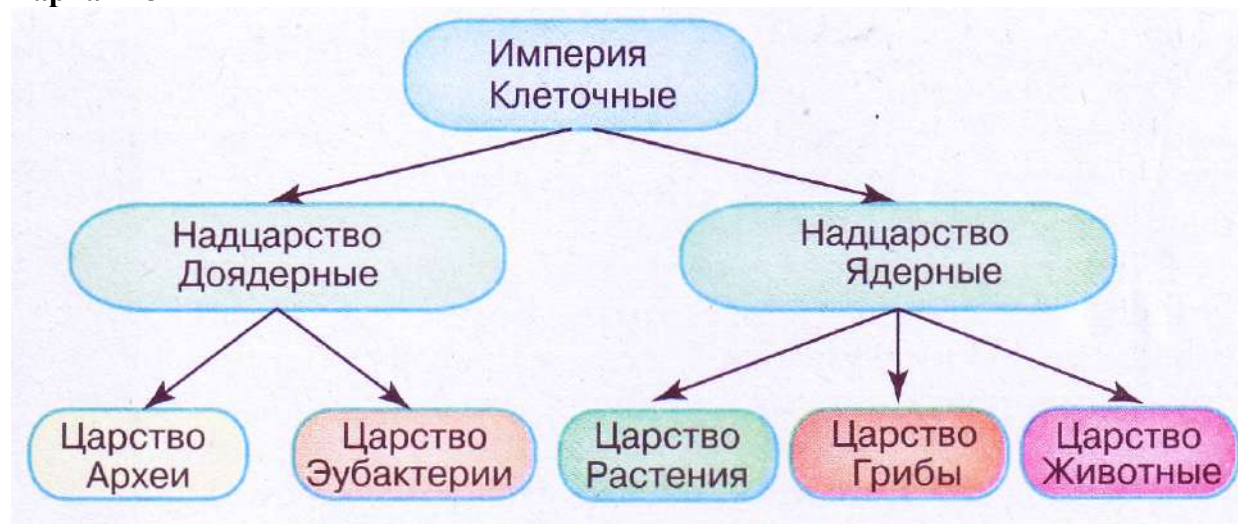 Империя
Клеточные
Надцарство
Доядерные
Надцарство
Ядерные
Царство
Археи
Царство
Эубактерии
Царство
Растения
Царство
Грибы
Царство
Животные